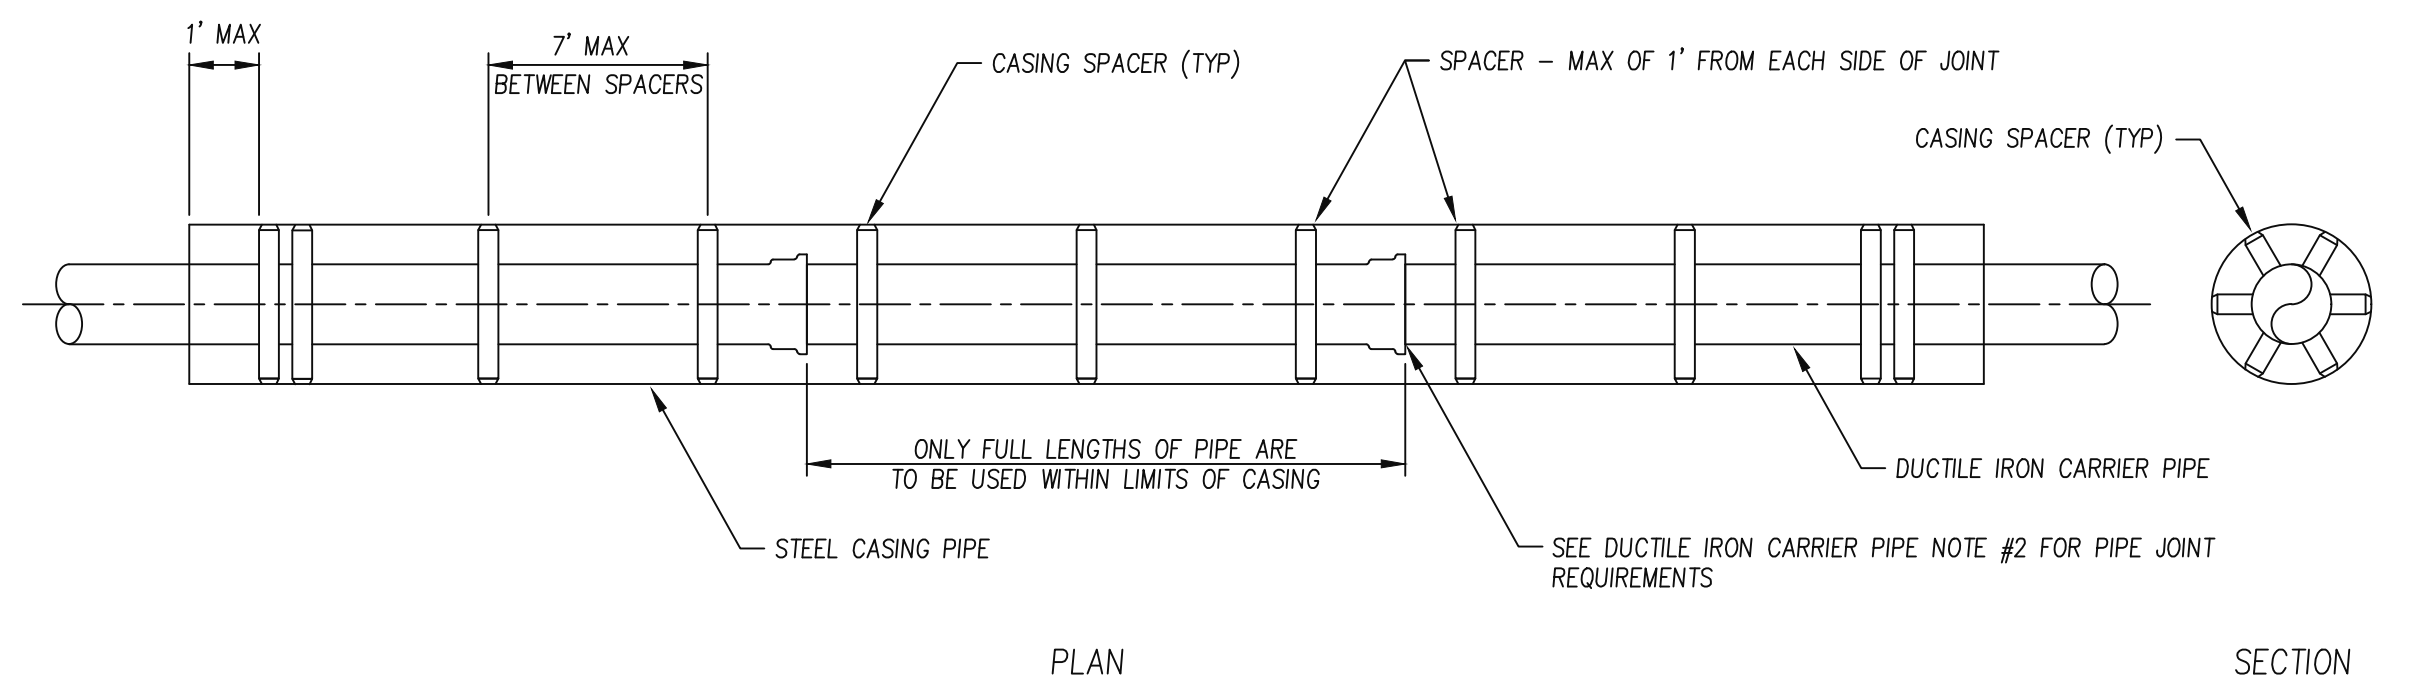 1' MAX
7' MAX
BETWEEN SPACERS
CASING SPACER (TYP)
SPACER – MAX OF 1' FROM EACH SIDE OF JOINT
CASING SPACER (TYP)
ONLY FULL LENGTHS OF PIPE ARE
TO BE USED WITHIN LIMITS OF CASING
DUCTILE IRON CARRIER PIPE
STEEL CASING PIPE
SEE DUCTILE IRON CARRIER PIPE NOTE #2 FOR PIPE JOINT
REQUIREMENTS
PLAN
SECTION